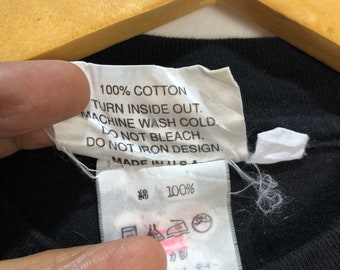 100% COTTON
TURN INSIDE OUT.
MACHINE WASH COLD.
DO NOT BLEACH.
DO NOT IRON DESIGN.
MADE IN U.S.A.
綿 100%